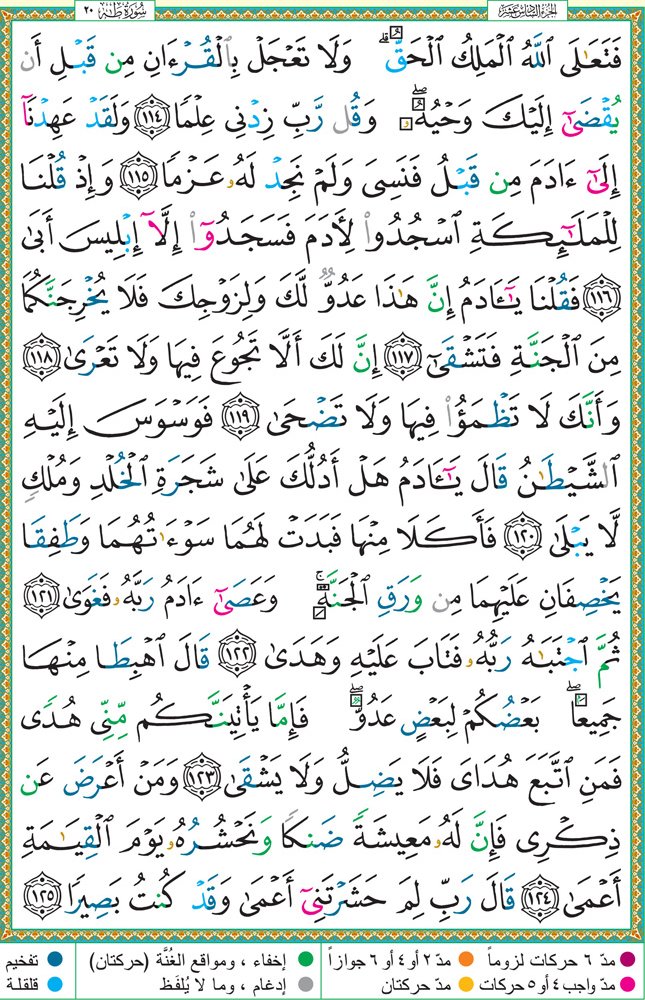 الجزء السادس عشر سورة طه ٢٠
فَتَعَـٰلَى ٱللَّهُ ٱلْمَلِكُ ٱلْحَقُّ ۗ وَلَا تَعْجَلْ بِٱلْقُرْءَانِ مِن قَبْلِ أَن
يُقْضَىٰٓ إِلَيْكَ وَحْيُهُۥ ۖ وَقُل رَّبِّ زِدْنِى عِلْمًا ١١٤ وَلَقَدْ عَهِدْنَآ
إِلَىٰٓ ءَادَمَ مِن قَبْلُ فَنَسِىَ وَلَمْ نَجِدْ لَهُۥ عَزْمًا ١١٥ وَإِذْ قُلْنَا
لِلْمَلَـٰٓئِكَةِ ٱسْجُدُوا۟ لِـَٔادَمَ فَسَجَدُوٓا۟ إِلَّآ إِبْلِيسَ أَبَىٰ
١١٦ فَقُلْنَا يَـٰٓـَٔادَمُ إِنَّ هَـٰذَا عَدُوٌّ لَّكَ وَلِزَوْجِكَ فَلَا يُخْرِجَنَّكُمَا
مِنَ ٱلْجَنَّةِ فَتَشْقَىٰٓ ١١٧ إِنَّ لَكَ أَلَّا تَجُوعَ فِيهَا وَلَا تَعْرَىٰ ١١٨
وَأَنَّكَ لَا تَظْمَؤُا۟ فِيهَا وَلَا تَضْحَىٰ ١١٩ فَوَسْوَسَ إِلَيْهِ
ٱلشَّيْطَـٰنُ قَالَ يَـٰٓـَٔادَمُ هَلْ أَدُلُّكَ عَلَىٰ شَجَرَةِ ٱلْخُلْدِ وَمُلْكٍ
لَّا يَبْلَىٰ ١٢٠ فَأَكَلَا مِنْهَا فَبَدَتْ لَهُمَا سَوْءَٰتُهُمَا وَطَفِقَا
يَخْصِفَانِ عَلَيْهِمَا مِن وَرَقِ ٱلْجَنَّةِ ۚ وَعَصَىٰٓ ءَادَمُ رَبَّهُۥ فَغَوَىٰ ١٢١
ثُمَّ ٱجْتَبَـٰهُ رَبُّهُۥ فَتَابَ عَلَيْهِ وَهَدَىٰ ١٢٢ قَالَ ٱهْبِطَا مِنْهَا
جَمِيعًۢا ۖ بَعْضُكُمْ لِبَعْضٍ عَدُوٌّ ۖ فَإِمَّا يَأْتِيَنَّكُم مِّنِّى هُدًى
فَمَنِ ٱتَّبَعَ هُدَاىَ فَلَا يَضِلُّ وَلَا يَشْقَىٰ ١٢٣ وَمَنْ أَعْرَضَ عَن
ذِكْرِى فَإِنَّ لَهُۥ مَعِيشَةً ضَنكًا وَنَحْشُرُهُۥ يَوْمَ ٱلْقِيَـٰمَةِ
أَعْمَىٰ ١٢٤ قَالَ رَبِّ لِمَ حَشَرْتَنِىٓ أَعْمَىٰ وَقَدْ كُنتُ بَصِيرًا ١٢٥
مدّ ٦ حركات لزوماً مدّ ٢ أو ٤ أو ٦ جوازاً إخفاء ، ومواقع الغُنَّة (حركتان) تفخيم
مدّ واجب ٤ أو ٥ حركات مدّ حركتان إدغام ، وما لا يُلفَظ قلقلة